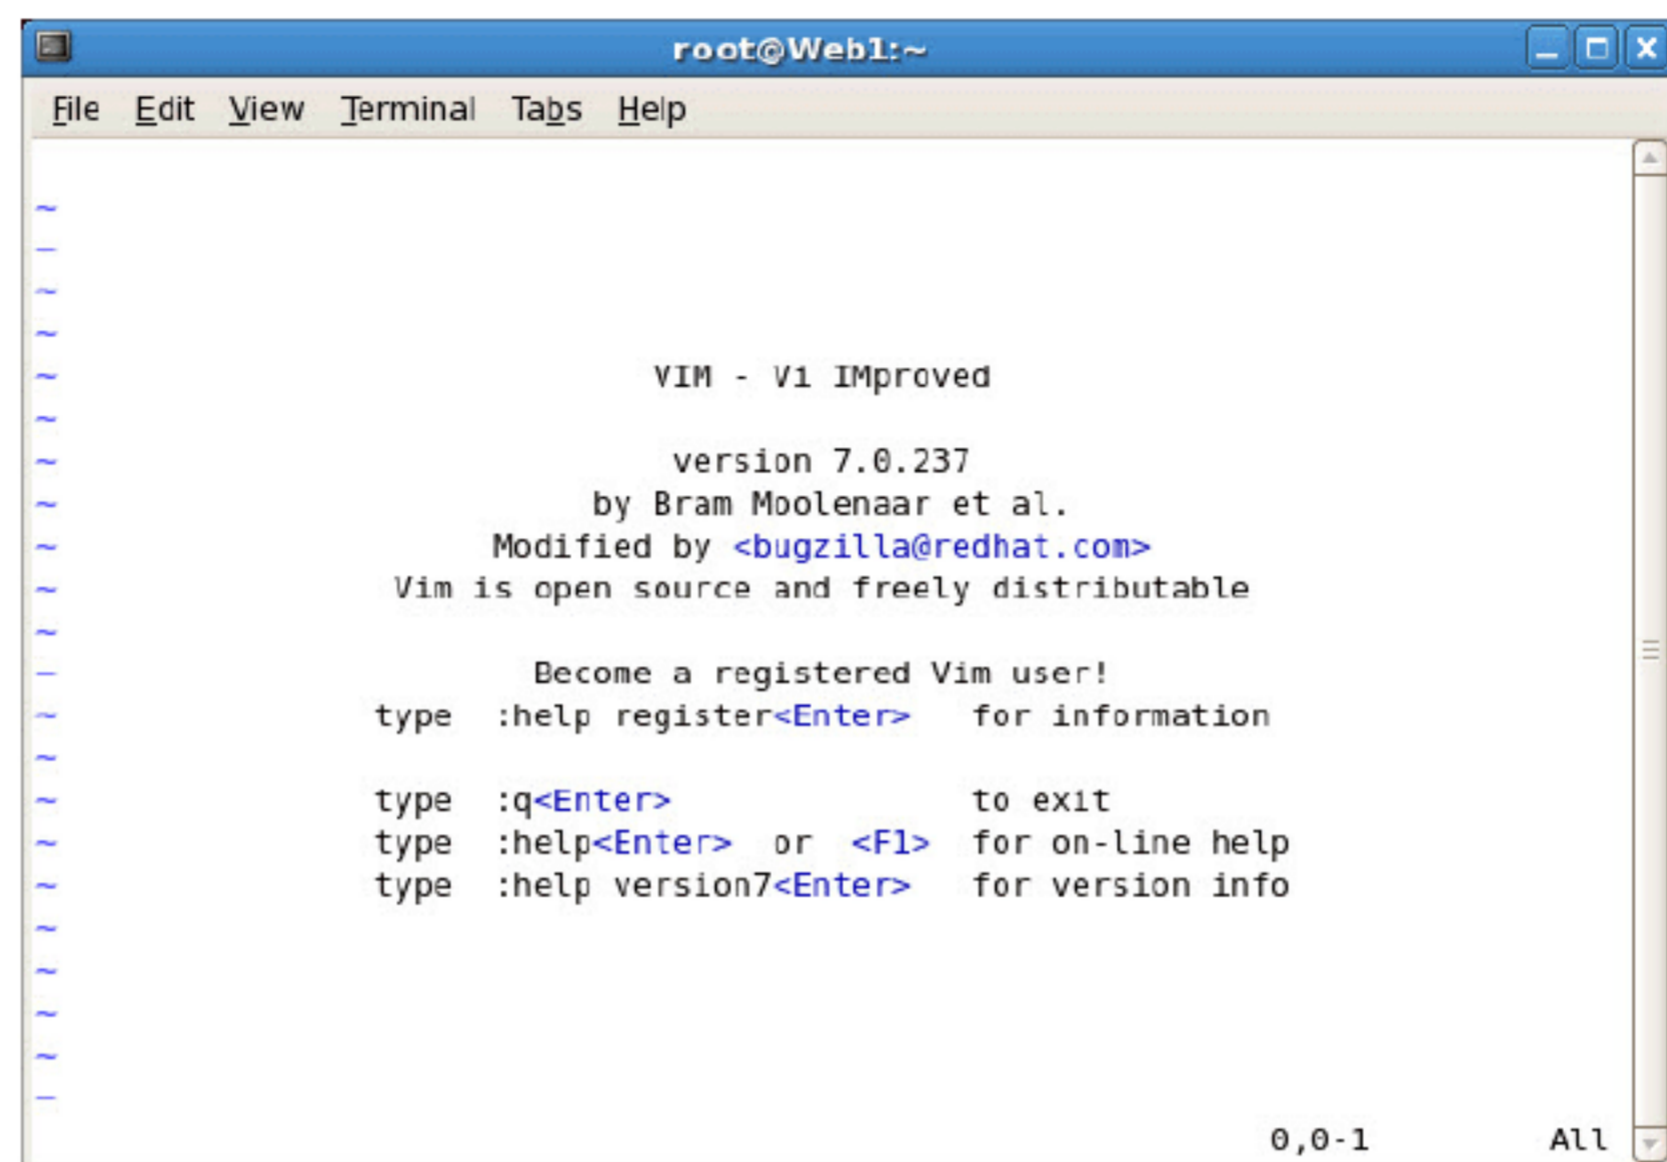 root@Web1:~
File Edit View Terminal Tabs Help
~
~
~
~
~ VIM - Vi IMproved
~
~ version 7.0.237
~ by Bram Moolenaar et al.
~ Modified by <bugzilla@redhat.com>
~ Vim is open source and freely distributable
~
~ Become a registered Vim user!
~ type :help register<Enter> for information
~
~ type :q<Enter> to exit
~ type :help<Enter> or <F1> for on-line help
~ type :help version7<Enter> for version info
~
~
~
~
~
0,0-1 All